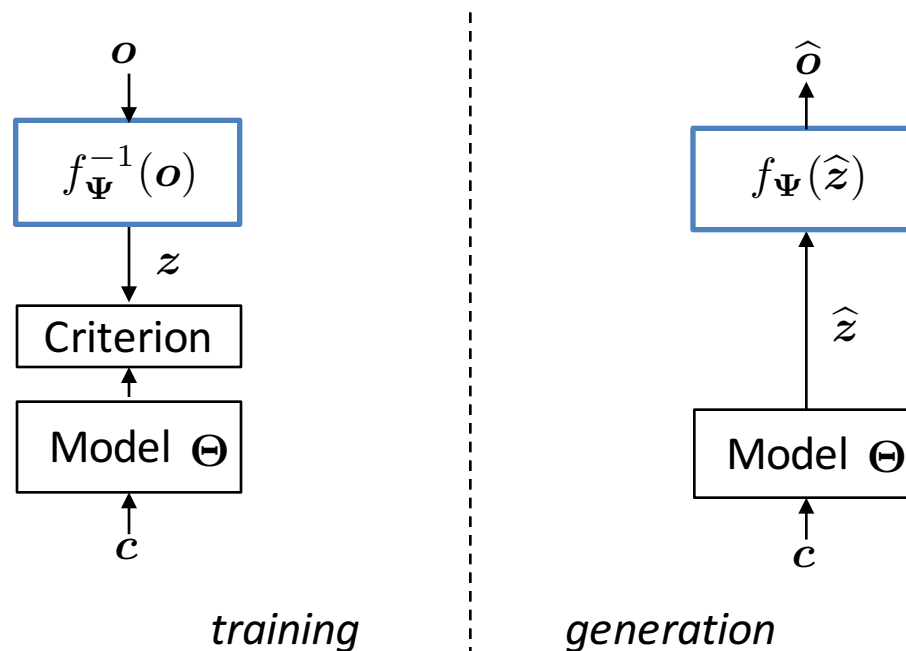 o
f_Ψ^{-1}(o)
z
Criterion
Model Θ
c
training
ô
f_Ψ(ẑ)
ẑ
Model Θ
c
generation